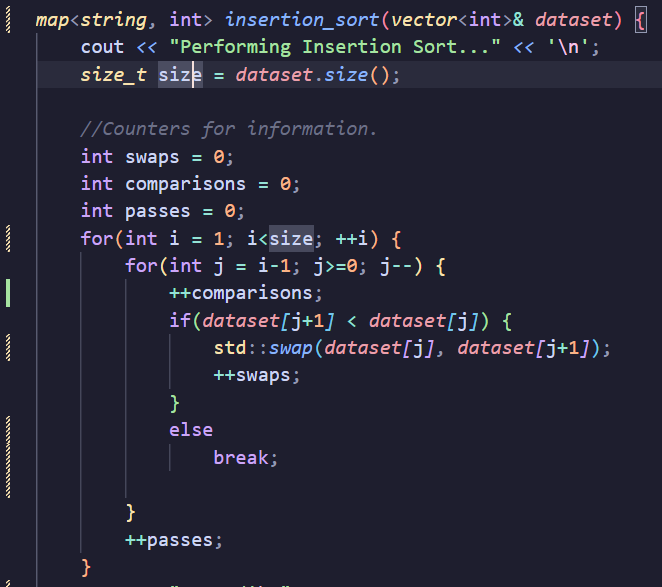 map<string, int> insertion_sort(vector<int>& dataset) {
    cout << "Performing Insertion Sort..." << '\n';
    size_t size = dataset.size();

    //Counters for information.
    int swaps = 0;
    int comparisons = 0;
    int passes = 0;
    for(int i = 1; i<size; ++i) {
        for(int j = i-1; j>=0; j--) {
            ++comparisons;
            if(dataset[j+1] < dataset[j]) {
                std::swap(dataset[j], dataset[j+1]);
                ++swaps;
            }
            else
                break;

        }
        ++passes;
    }